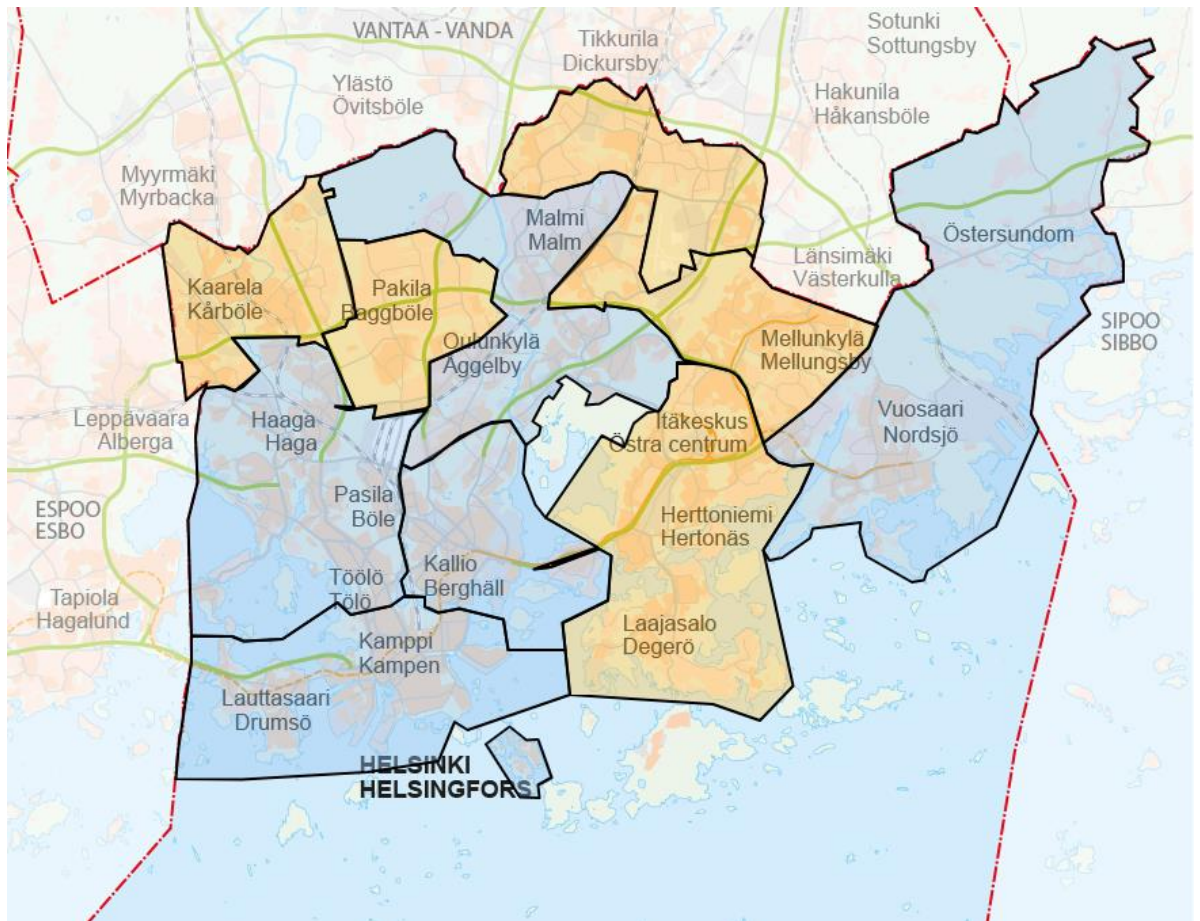 Sotunki
Sottungsby
VANTAA - VANDA
Tikkurila
Dickursby
Ylästö
Övitsböle
Hakunila
Håkansböle
Myyrmäki
Myrbacka
Malmi
Malm
Östersundom
Länsimäki
Västerkulla
Kaarela
Kårböle
Pakila
Baggböle
SIPOO
SIBBO
Oulunkylä
Åggelby
Mellunkylä
Mellungsby
Leppävaara
Alberga
Haaga
Haga
Itäkeskus
Östra centrum
Vuosaari
Nordsjö
Pasila
Böle
ESPOO
ESBO
Herttoniemi
Hertonäs
Kallio
Berghäll
Töölö
Tölö
Tapiola
Hagalund
Laajasalo
Degerö
Kamppi
Kampen
Lauttasaari
Drumsö
HELSINKI
HELSINGFORS